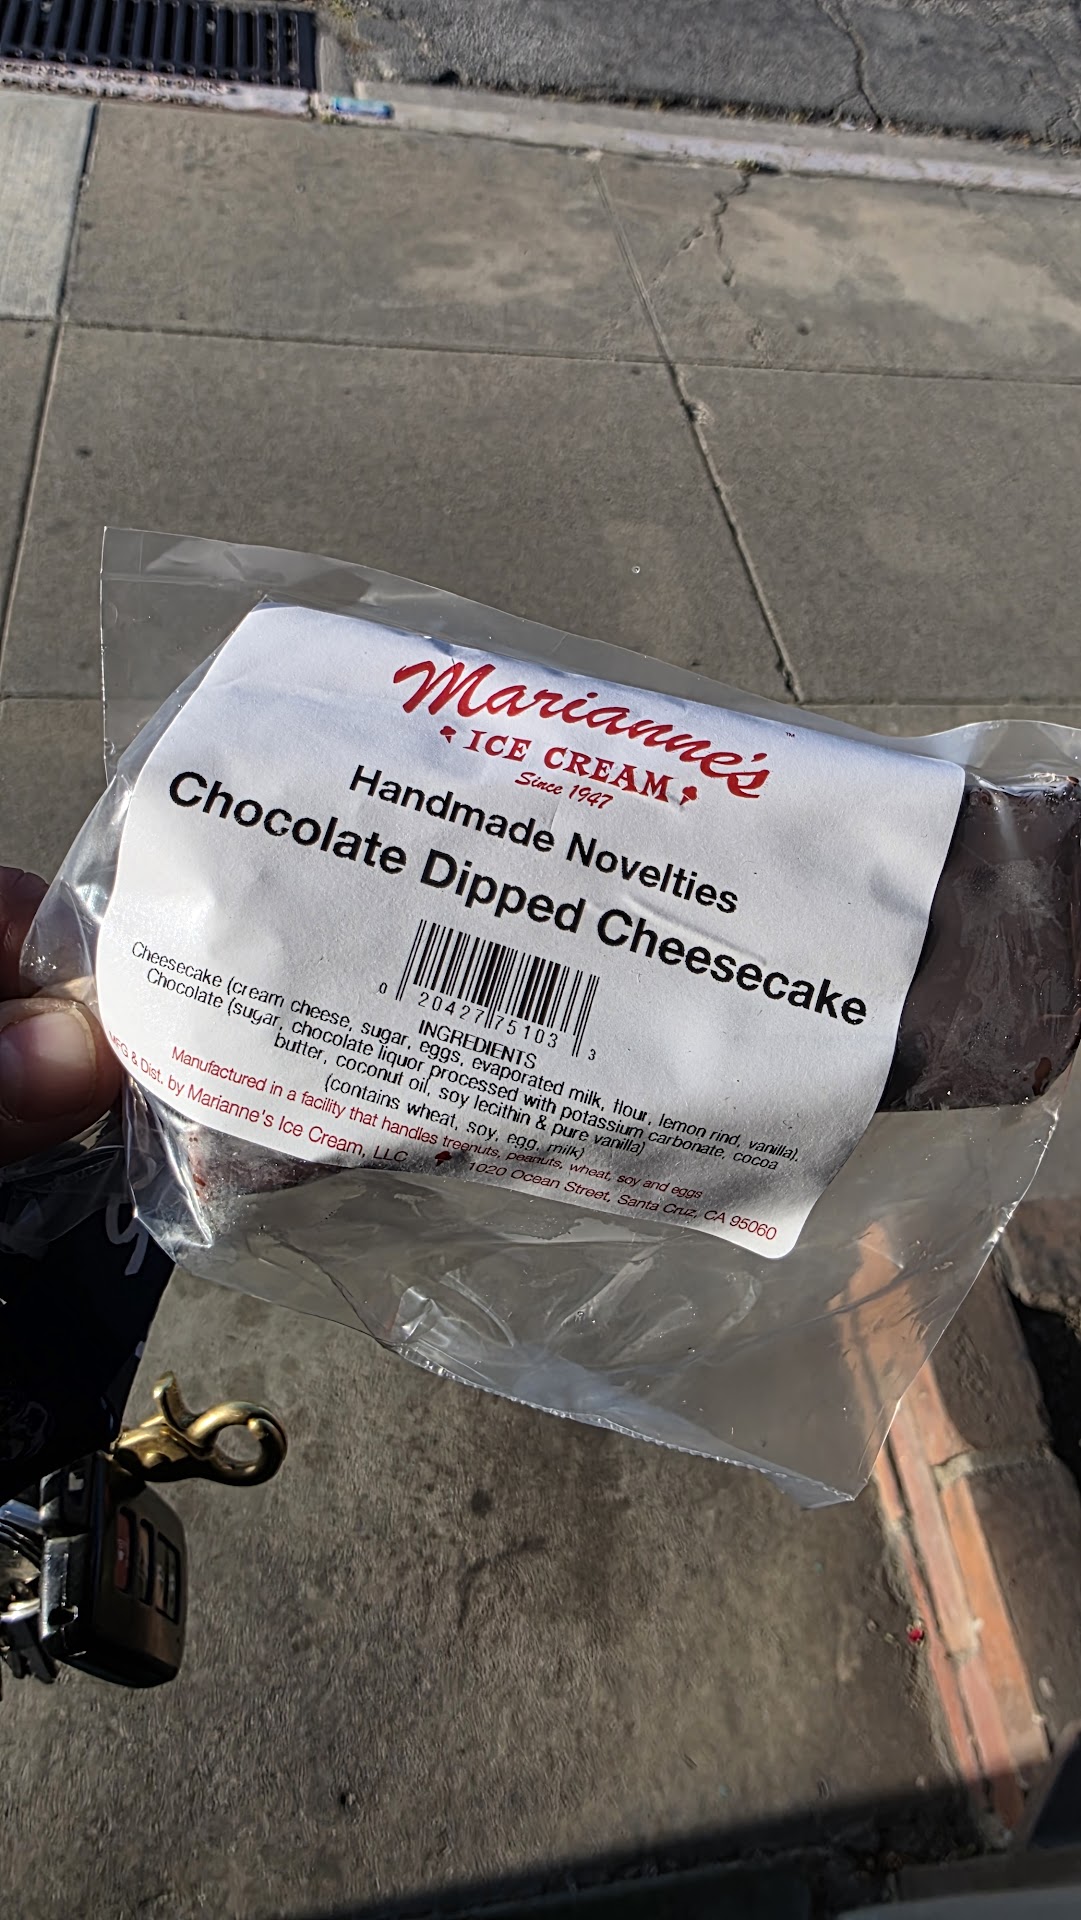 Marianne's™
ICE CREAM
Since 1947
Handmade Novelties
Chocolate Dipped Cheesecake
0 20427 75103 3
INGREDIENTS
Cheesecake (cream cheese, sugar, eggs, evaporated milk, flour, lemon rind, vanilla).
Chocolate (sugar, chocolate liquor processed with potassium carbonate, cocoa
butter, coconut oil, soy lecithin & pure vanilla)
(contains wheat, soy, egg, milk)
Manufactured in a facility that handles treenuts, peanuts, wheat, soy and eggs
MFG & Dist. by Marianne's Ice Cream, LLC 1020 Ocean Street, Santa Cruz, CA 95060